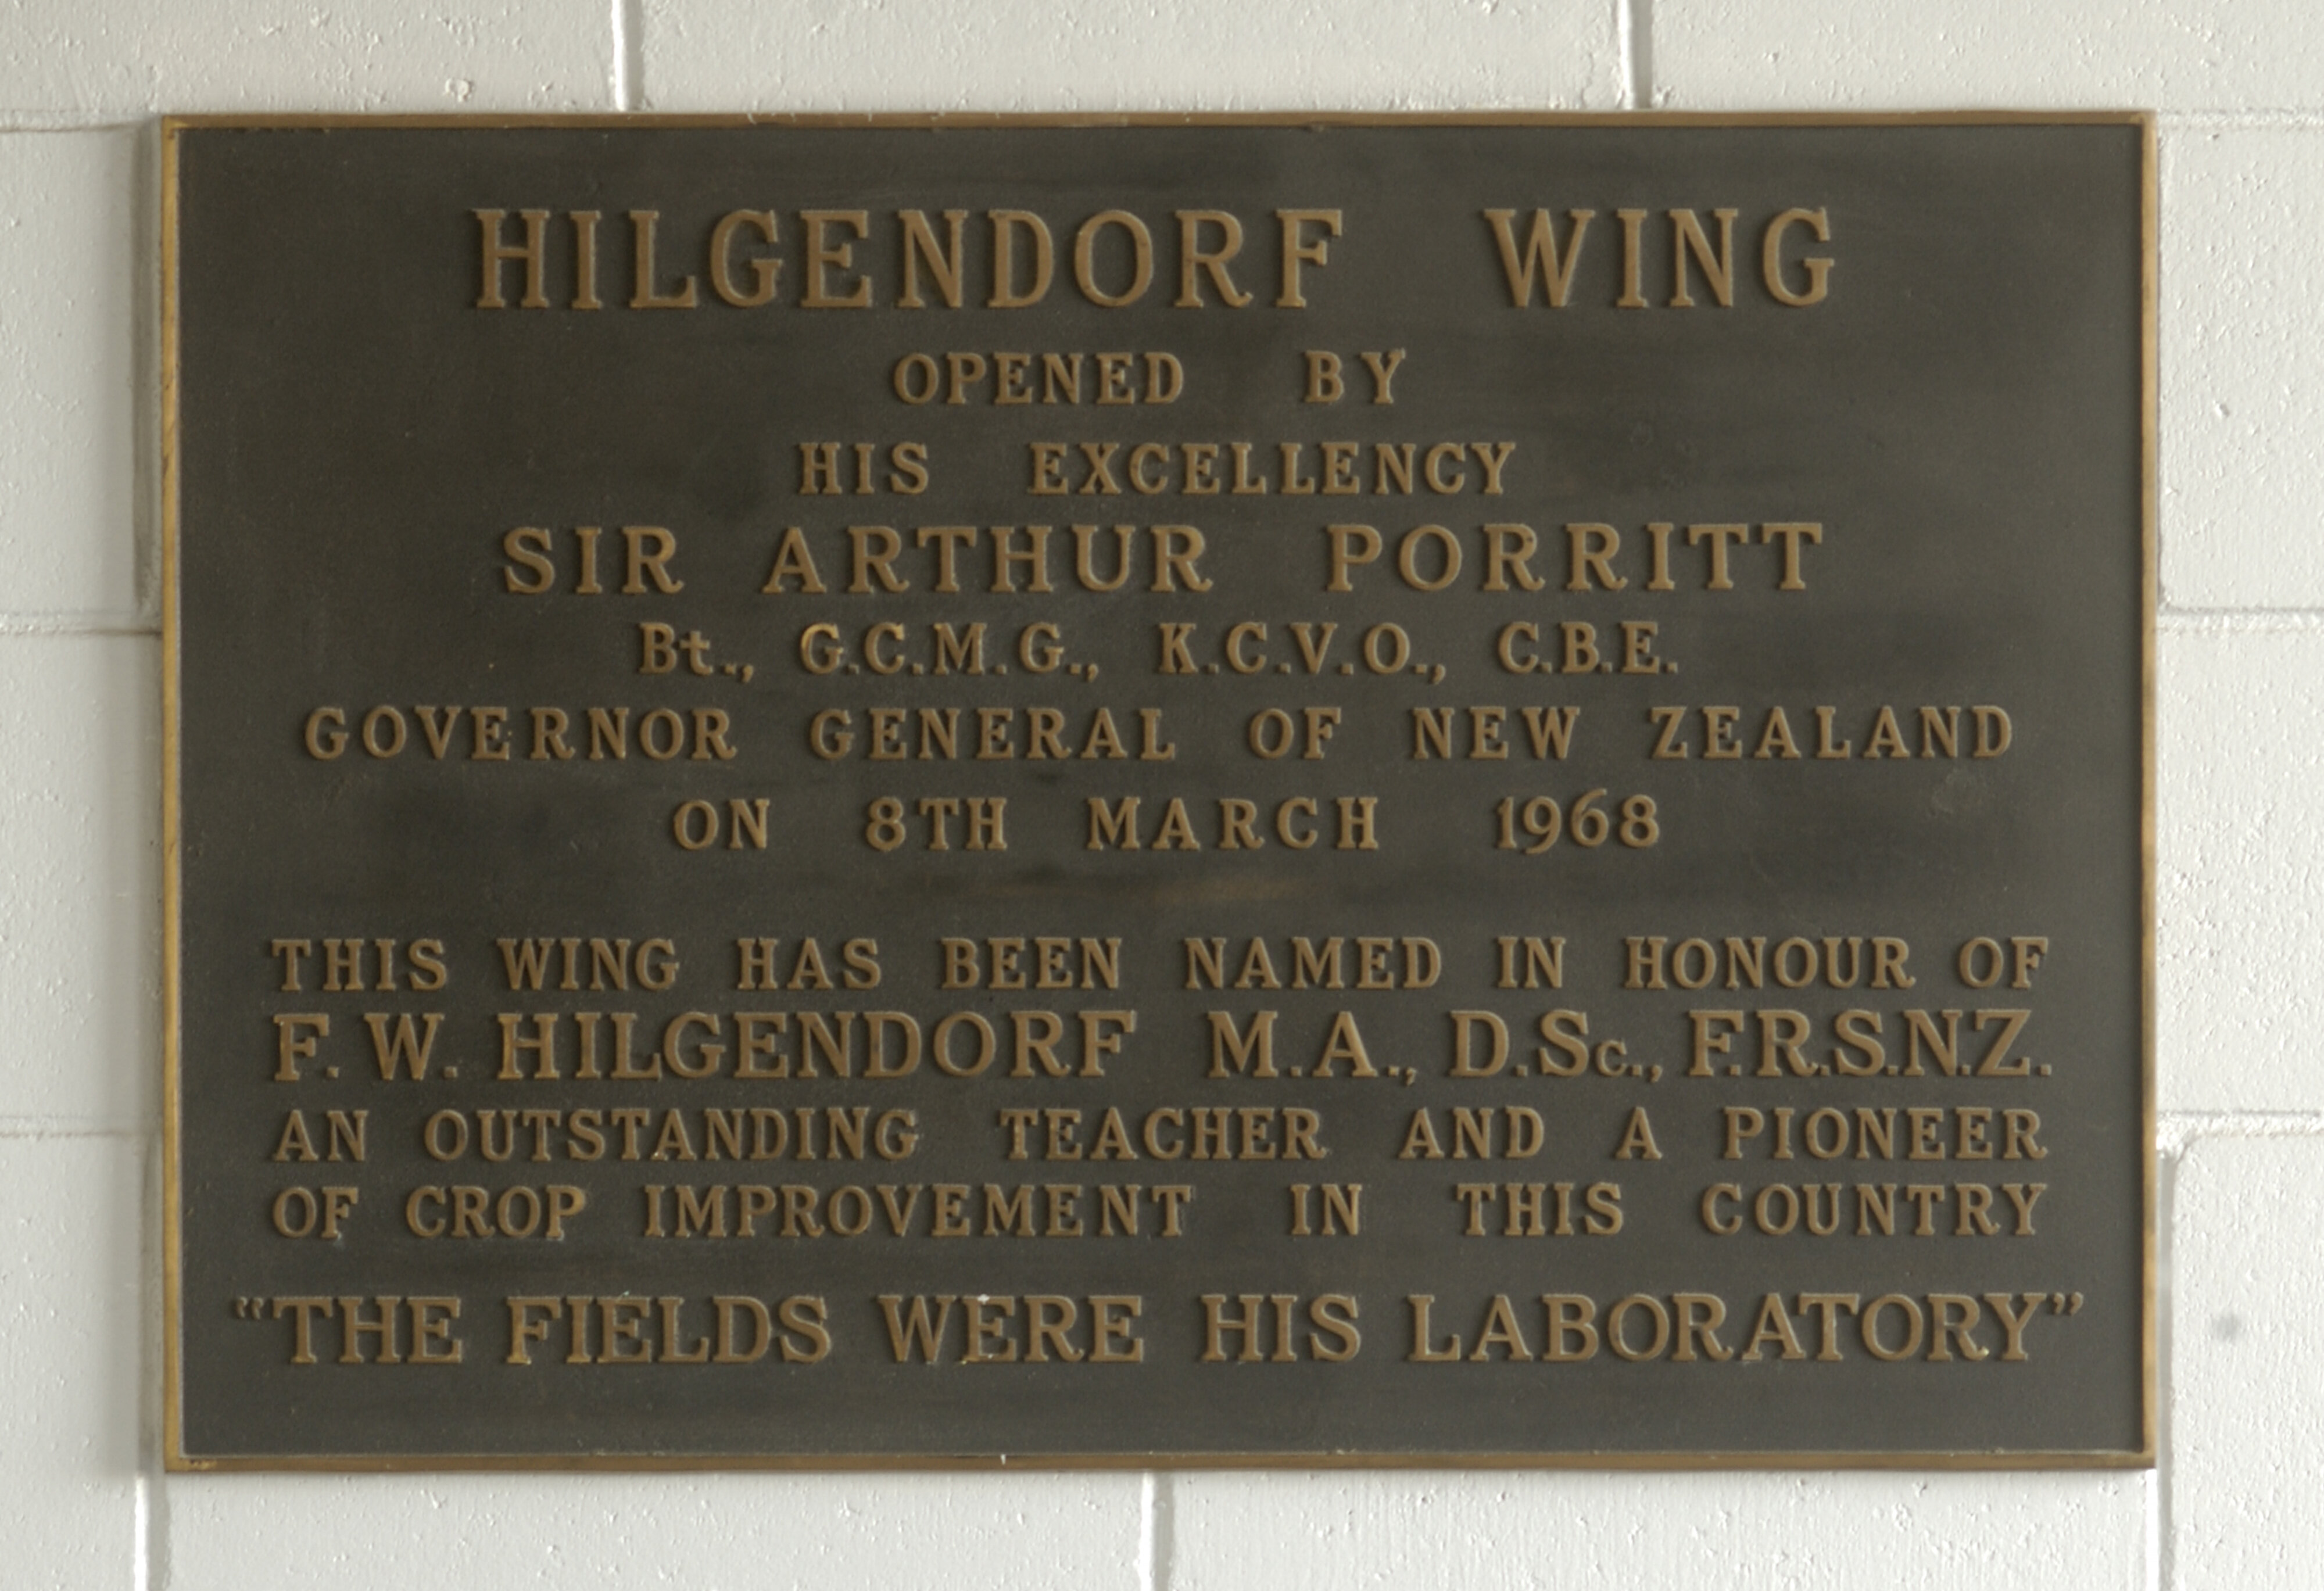 HILGENDORF WING
OPENED BY
HIS EXCELLENCY
SIR ARTHUR PORRITT
Bt., G.C.M.G., K.C.V.O., C.B.E.
GOVERNOR GENERAL OF NEW ZEALAND
ON 8TH MARCH 1968
THIS WING HAS BEEN NAMED IN HONOUR OF
F. W. HILGENDORF M.A., D.Sc., F.R.S.N.Z.
AN OUTSTANDING TEACHER AND A PIONEER
OF CROP IMPROVEMENT IN THIS COUNTRY
“THE FIELDS WERE HIS LABORATORY”